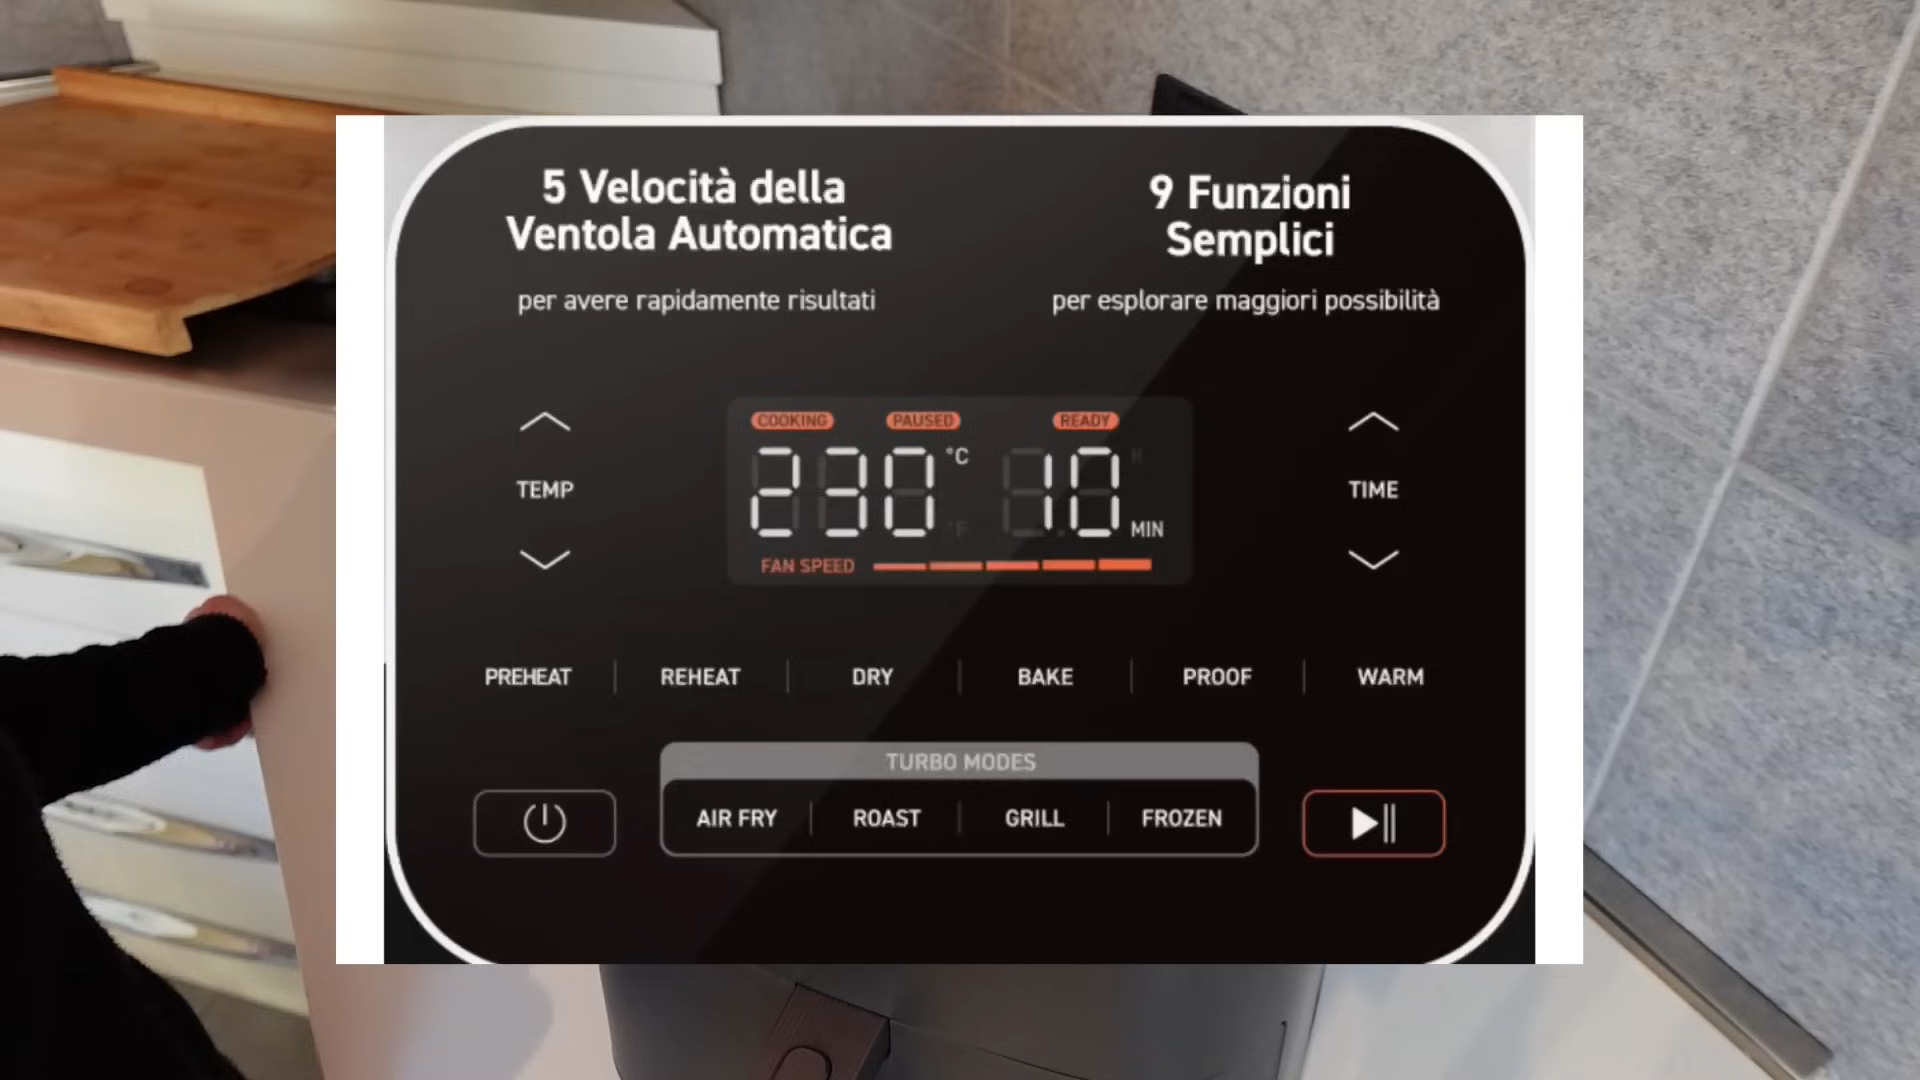 5 Velocità della
Ventola Automatica
per avere rapidamente risultati
9 Funzioni
Semplici
per esplorare maggiori possibilità
COOKING PAUSED READY
TEMP
230 °C 10 MIN
TIME
FAN SPEED
PREHEAT REHEAT DRY BAKE PROOF WARM
TURBO MODES
AIR FRY ROAST GRILL FROZEN